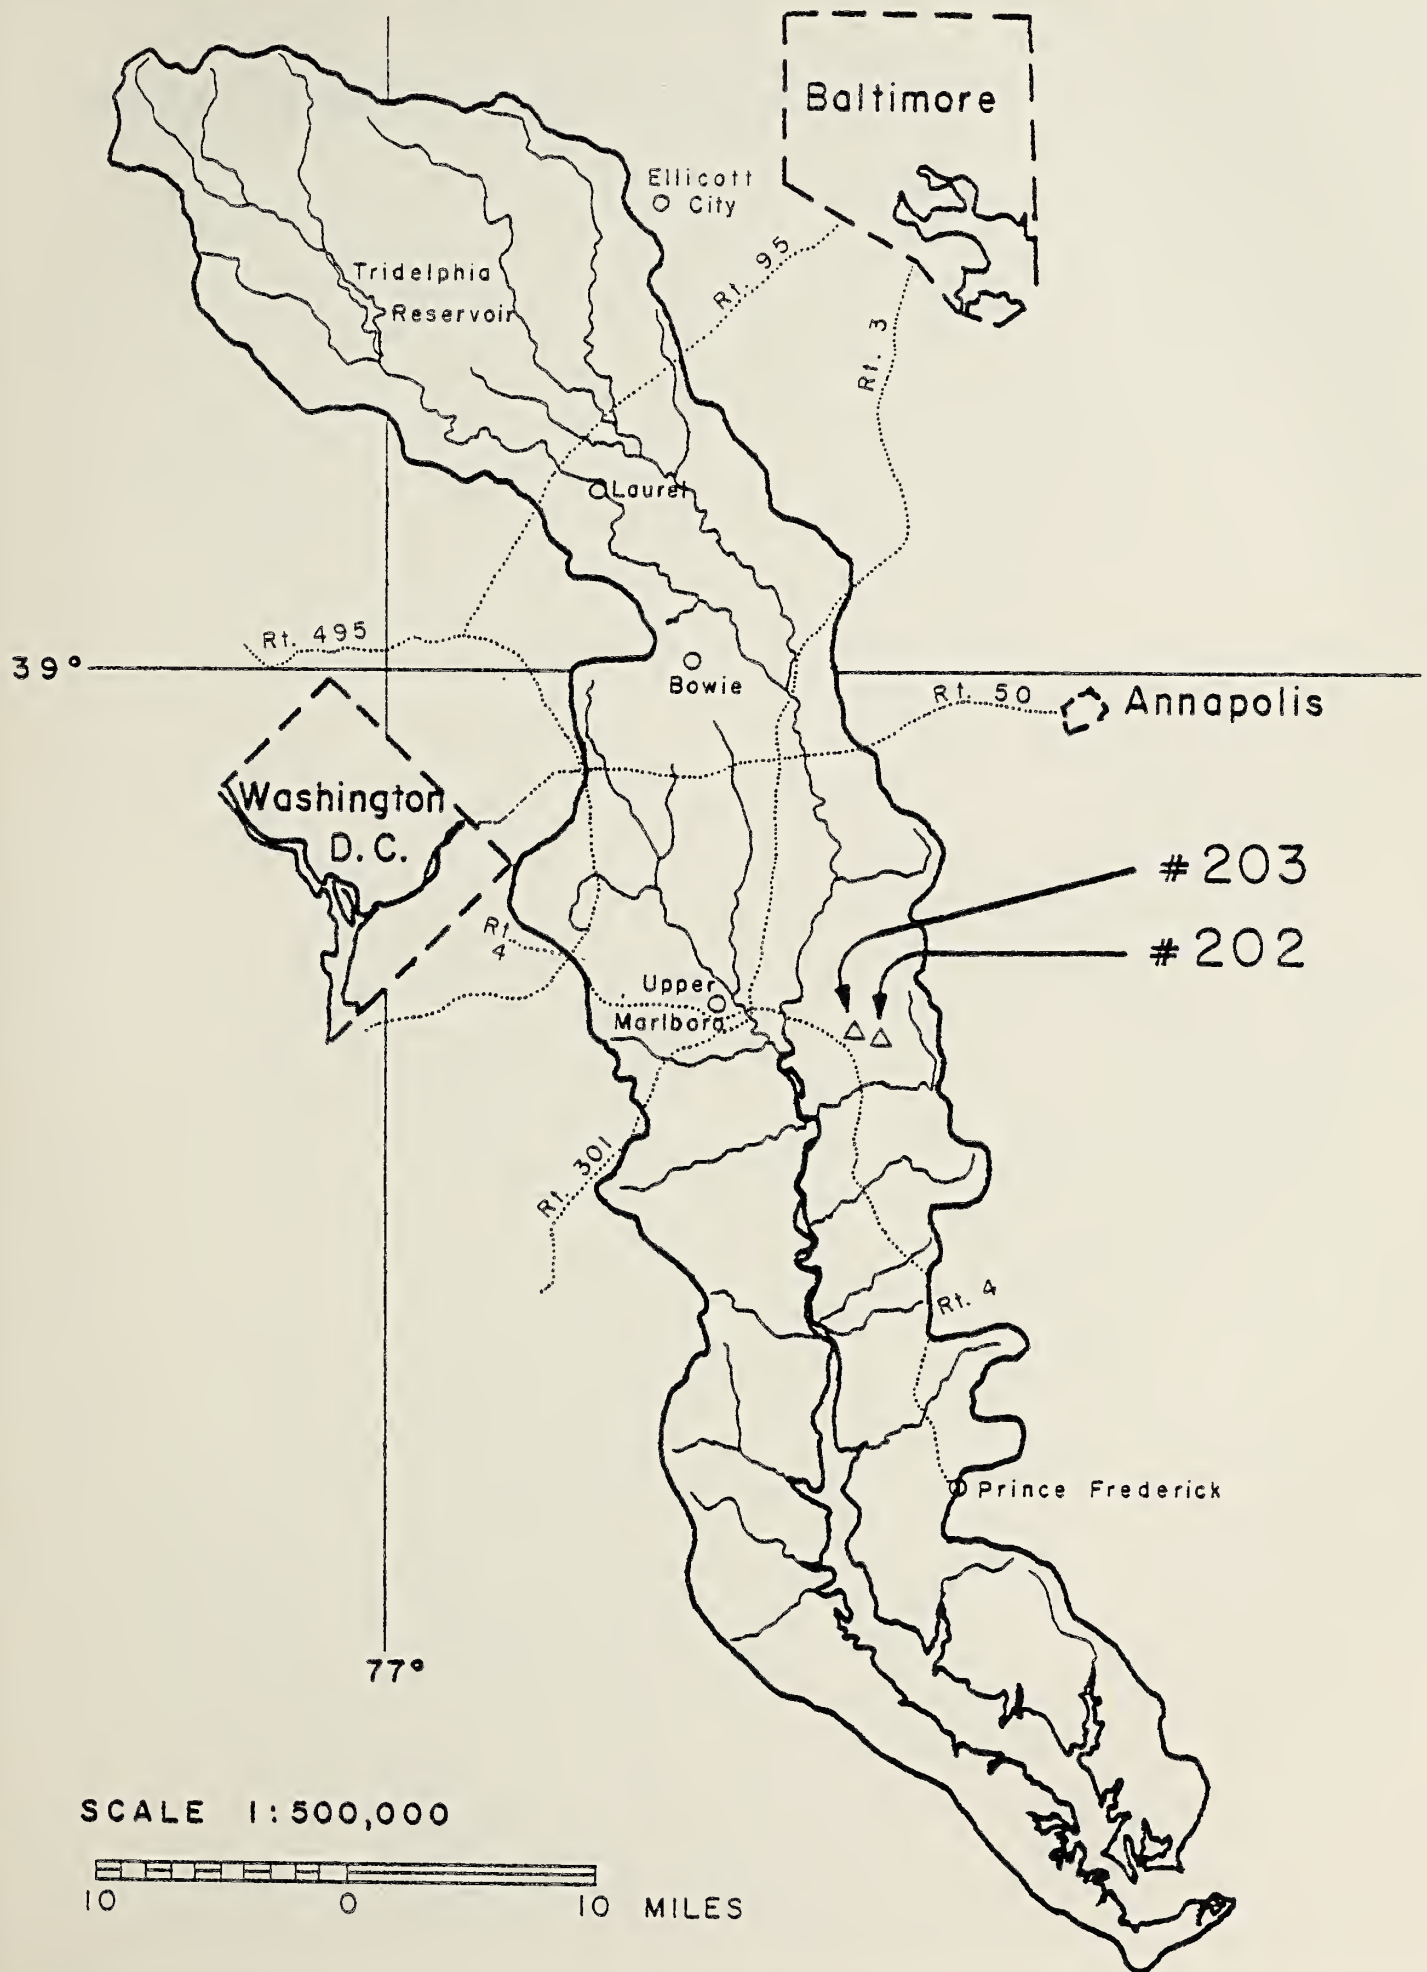 Baltimore
Ellicott
City
Rt. 95
Tridelphia
Reservoir
Rt. 3
Laurel
Rt. 495
39°
Bowie
Rt. 50
Annapolis
Washington
D.C.
#203
#202
Rt.
4
Upper
Marlboro
Rt. 301
Rt. 4
Prince Frederick
77°
SCALE 1:500,000
10 0 10 MILES